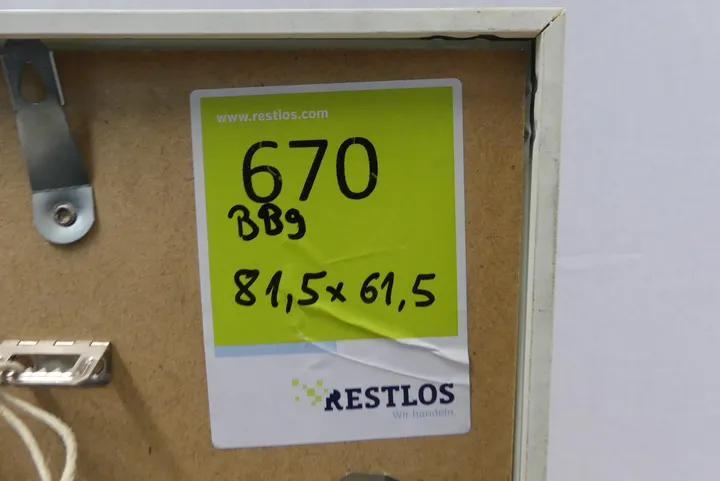 www.restlos.com
670
BBg
81,5 x 61,5
RESTLOS
Wir handeln.